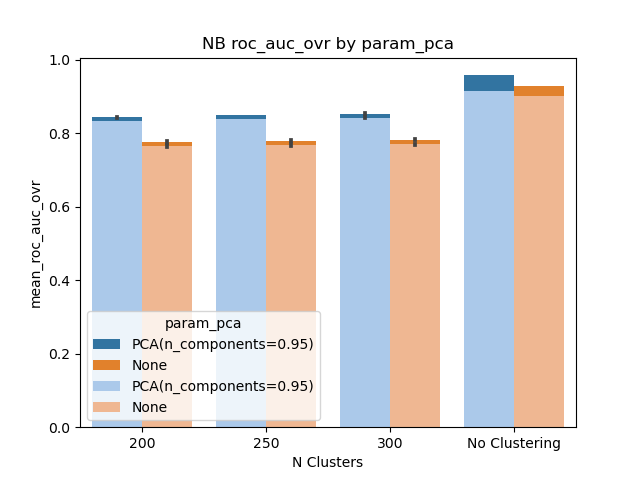 NB roc_auc_ovr by param_pca
mean_roc_auc_ovr
1.0
0.8
0.6
0.4
0.2
0.0
param_pca
PCA(n_components=0.95)
None
PCA(n_components=0.95)
None
200
250
300
No Clustering
N Clusters